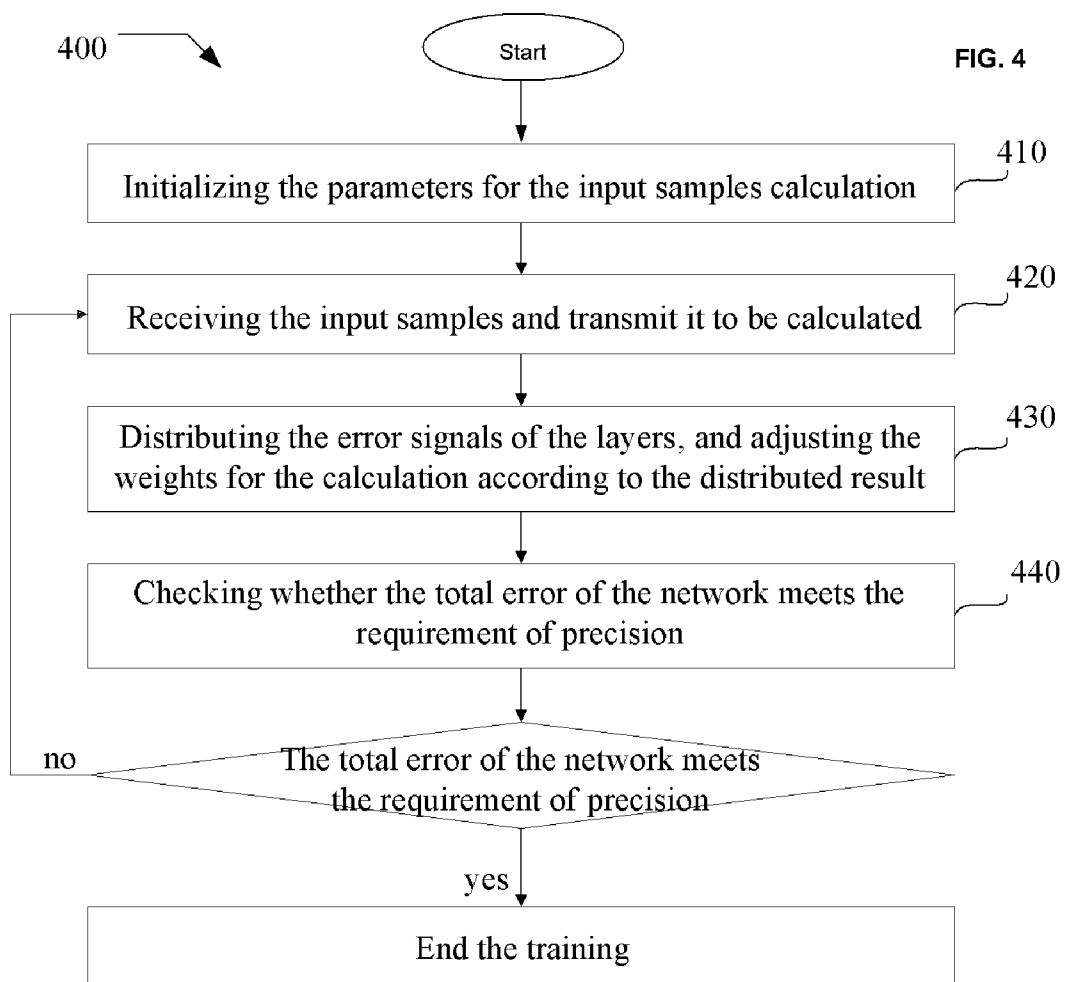 400
Start
FIG. 4
410
Initializing the parameters for the input samples calculation
420
Receiving the input samples and transmit it to be calculated
430
Distributing the error signals of the layers, and adjusting the
weights for the calculation according to the distributed result
440
Checking whether the total error of the network meets the
requirement of precision
no
The total error of the network meets
the requirement of precision
yes
End the training